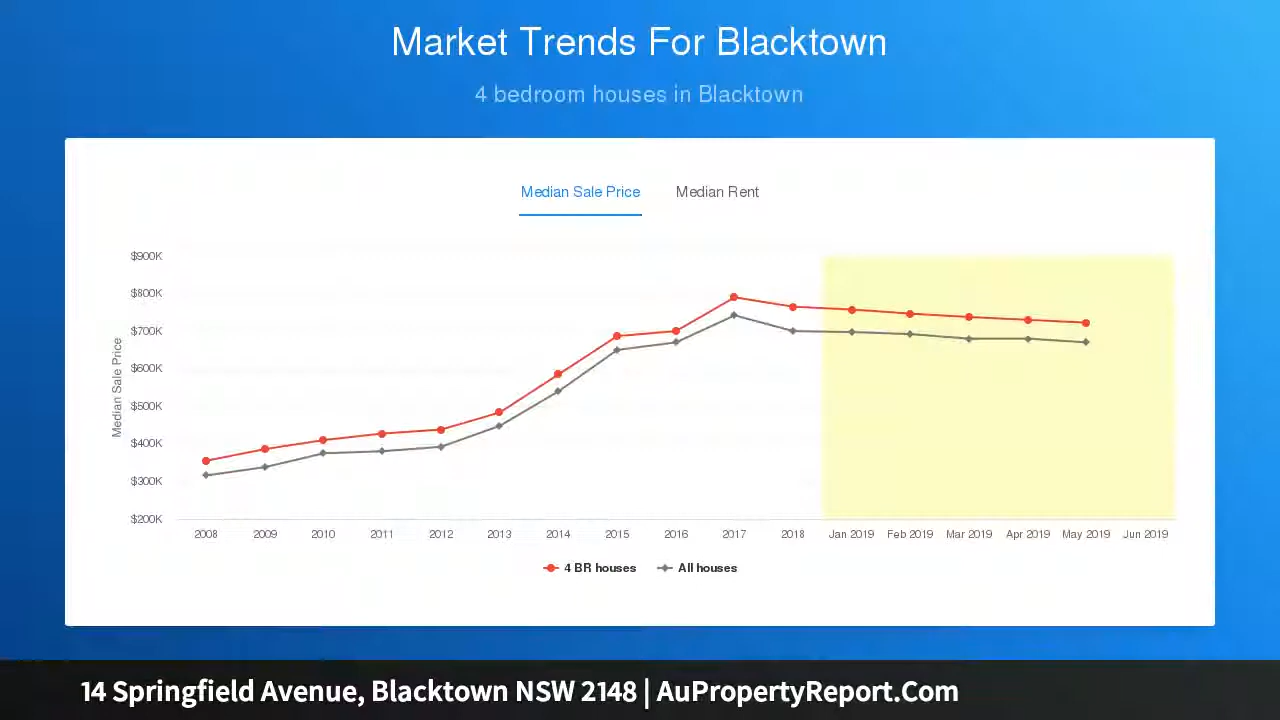 Market Trends For Blacktown
4 bedroom houses in Blacktown
Median Sale Price Median Rent
$900K
$800K
$700K
$600K
$500K
$400K
$300K
$200K
Median Sale Price
2008 2009 2010 2011 2012 2013 2014 2015 2016 2017 2018 Jan 2019 Feb 2019 Mar 2019 Apr 2019 May 2019 Jun 2019
4 BR houses All houses
14 Springfield Avenue, Blacktown NSW 2148 | AuPropertyReport.Com